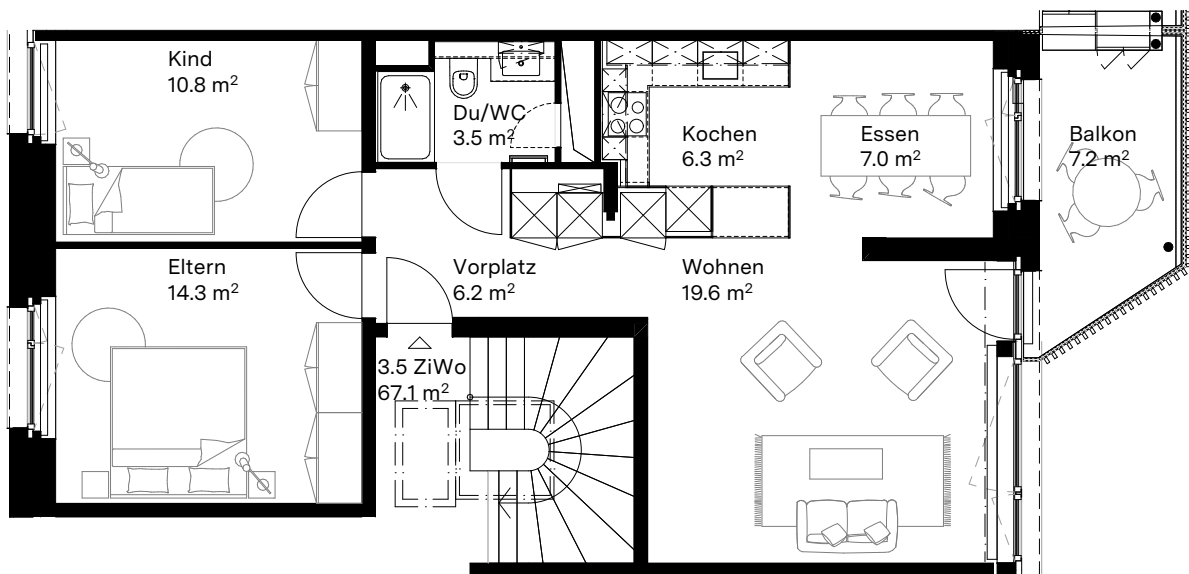 Kind
10.8 m²
Du/WC
3.5 m²
Kochen
6.3 m²
Essen
7.0 m²
Balkon
7.2 m²
Eltern
14.3 m²
Vorplatz
6.2 m²
Wohnen
19.6 m²
3.5 ZiWo
67.1 m²